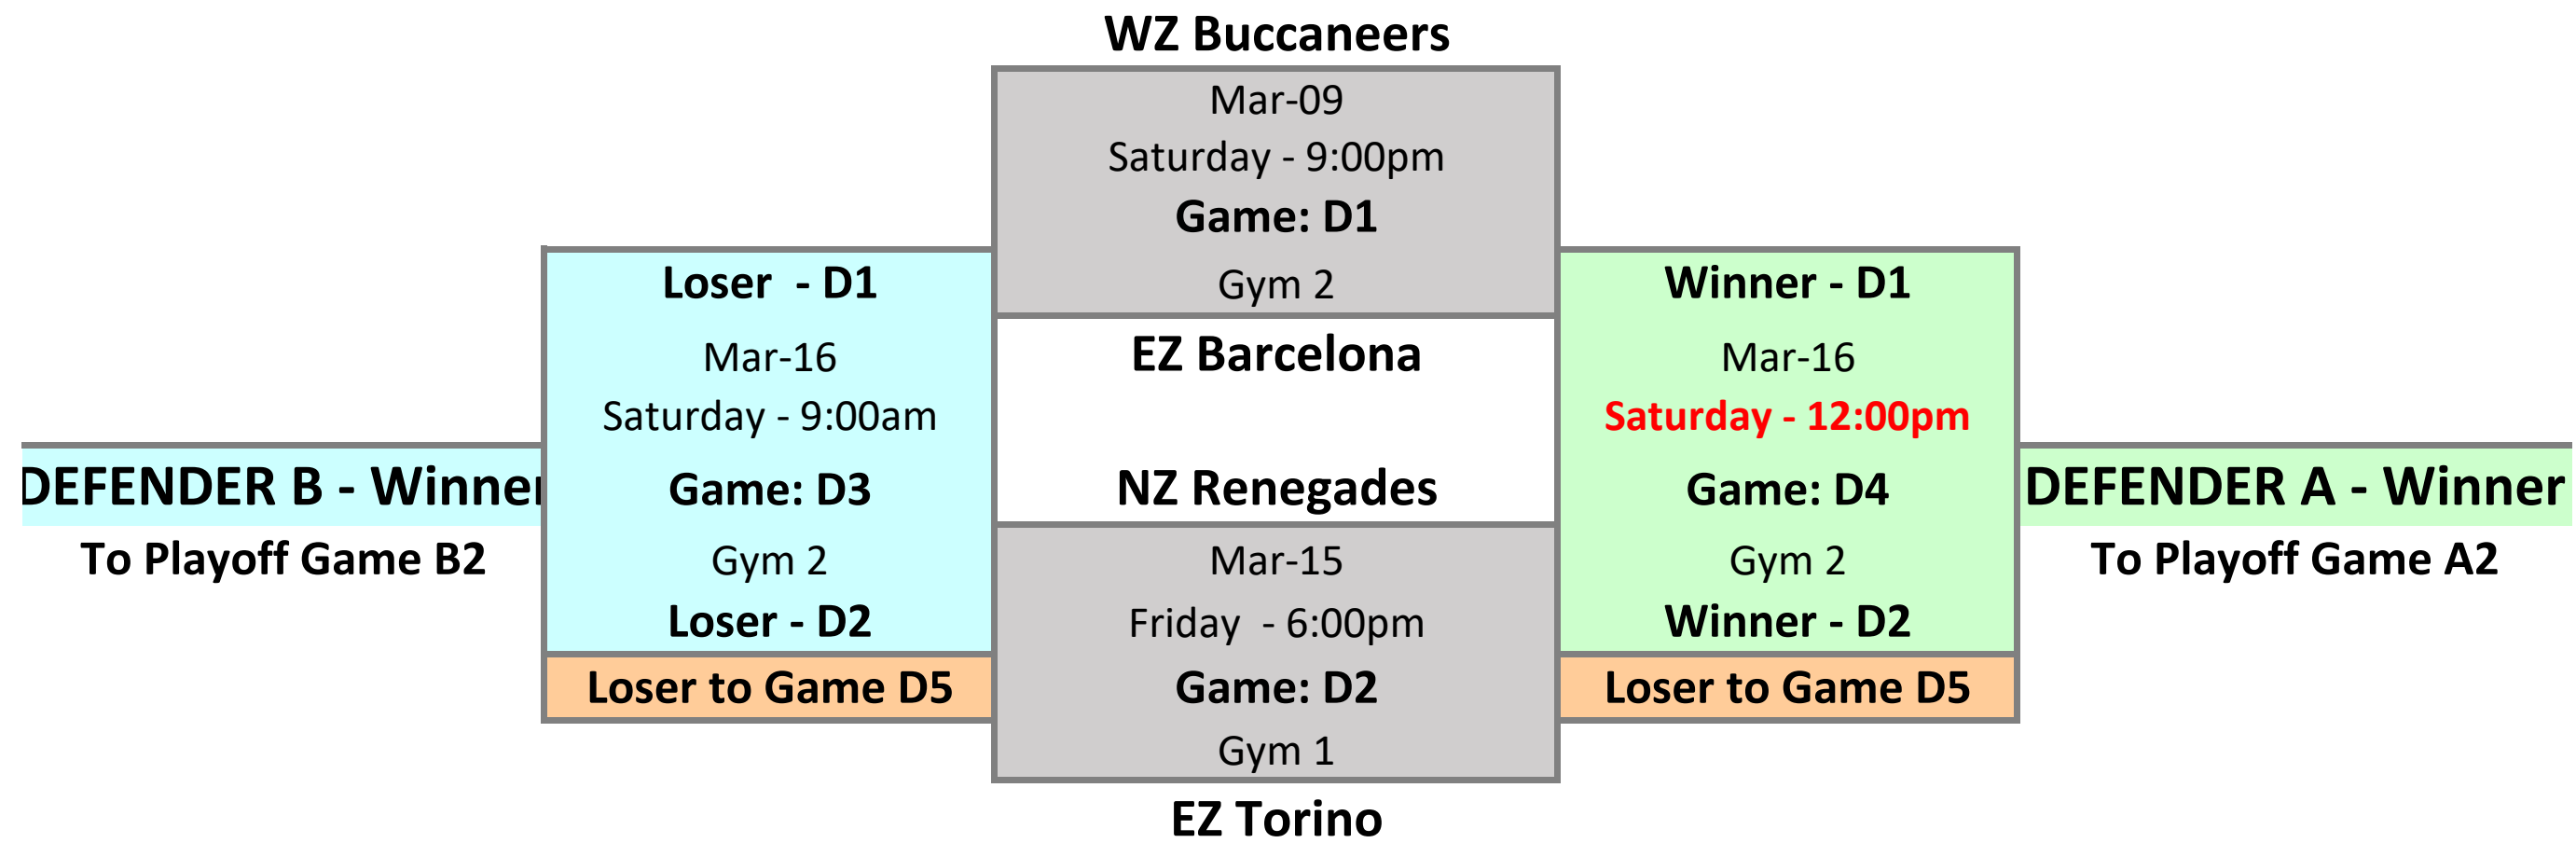 WZ Buccaneers
Mar-09
Saturday - 9:00pm
Game: D1
Gym 2
EZ Barcelona
NZ Renegades
Mar-15
Friday  - 6:00pm
Game: D2
Gym 1
EZ Torino
Loser  - D1
Mar-16
Saturday - 9:00am
Game: D3
Gym 2
Loser - D2
Loser to Game D5
DEFENDER B - Winner
To Playoff Game B2
Winner - D1
Mar-16
Saturday - 12:00pm
Game: D4
Gym 2
Winner - D2
Loser to Game D5
DEFENDER A - Winner
To Playoff Game A2